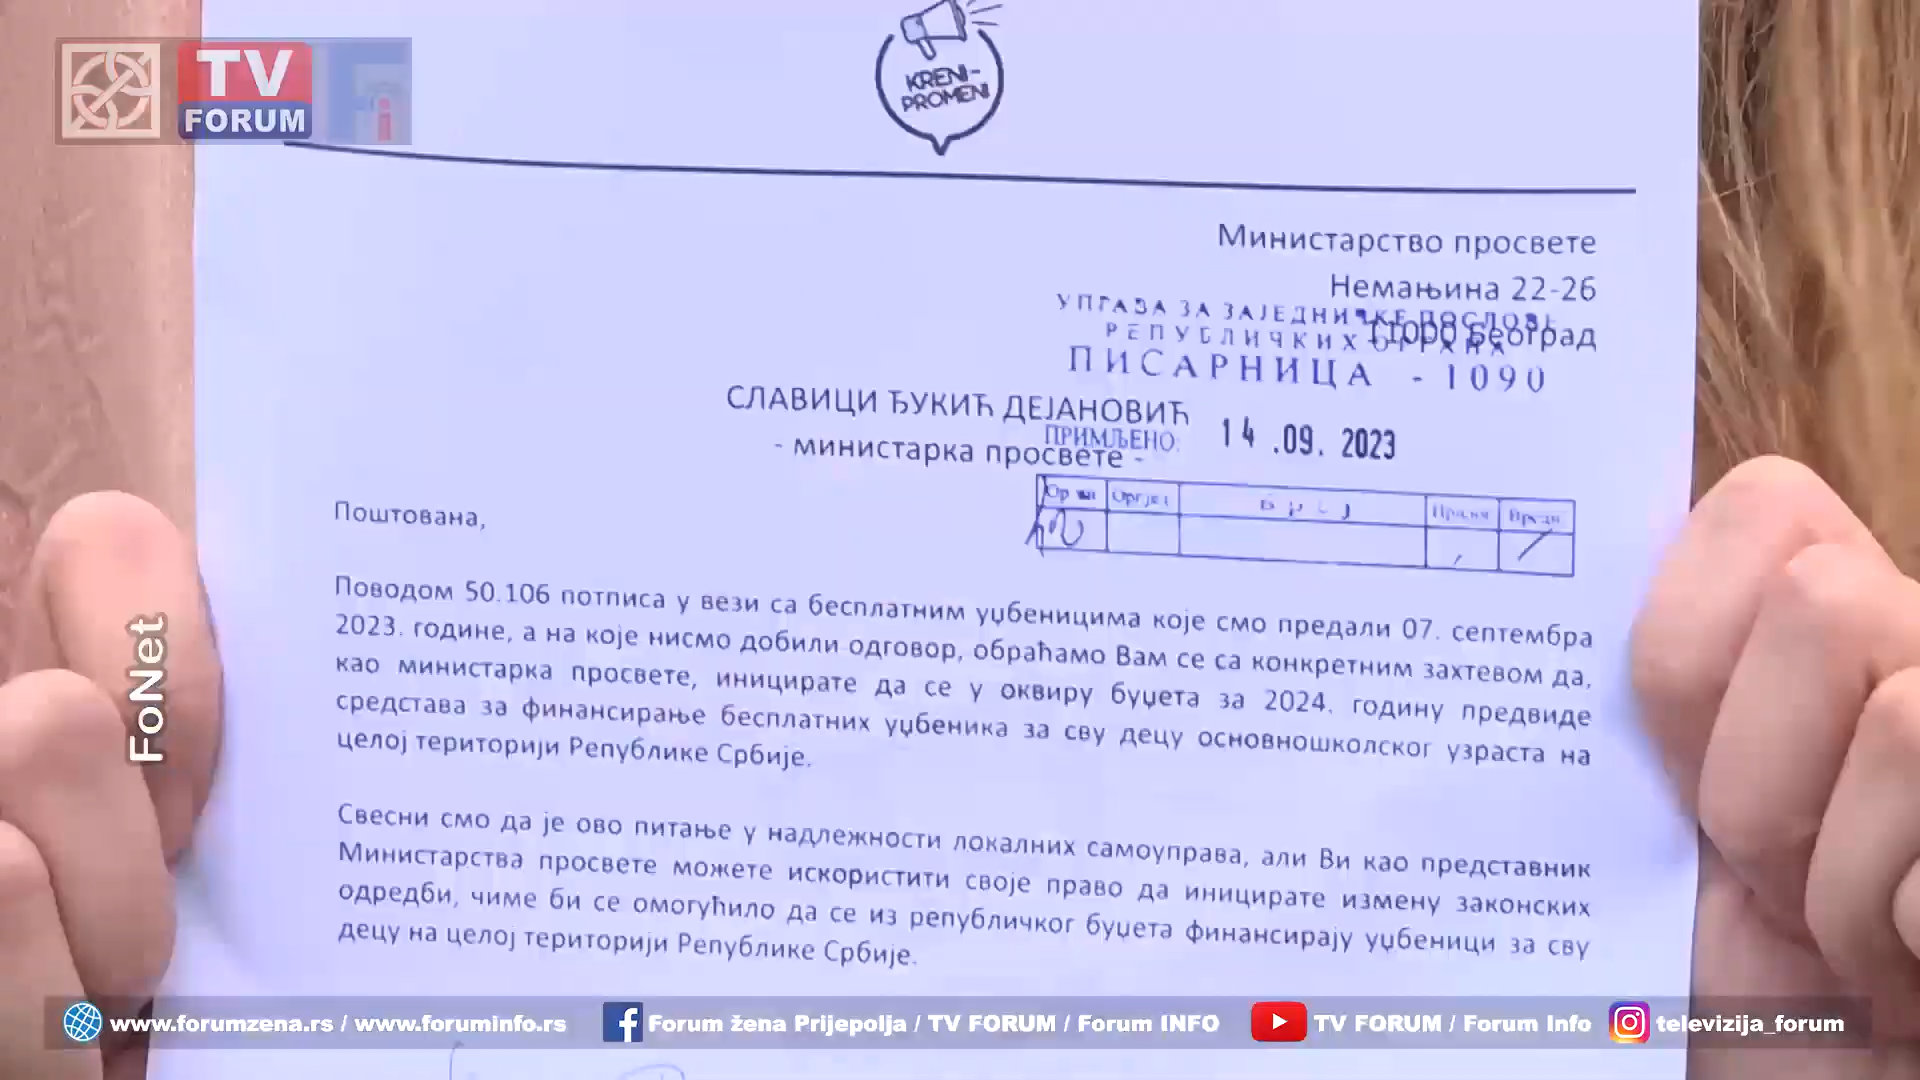 TV
FORUM
KRENI-
PROMENI
Министарство просвете
Немањина 22-26
УПРАВА ЗА ЗАЈЕДНИЧКЕ ПОСЛОВЕ
Београд
РЕПУБЛИЧКИХ ОРГАНА
ПИСАРНИЦА - 1090
СЛАВИЦИ ЂУКИЋ ДЕЈАНОВИЋ
ПРИМЉЕНО: 14.09.2023
- министарка просвете -
Поштована,
Поводом 50.106 потписа у вези са бесплатним уџбеницима које смо предали 07. септембра
2023. године, а на које нисмо добили одговор, обраћамо Вам се са конкретним захтевом да,
као министарка просвете, иницирате да се у оквиру буџета за 2024. годину предвиде
средстава за финансирање бесплатних уџбеника за сву децу основношколског узраста на
целој територији Републике Србије.
Свесни смо да је ово питање у надлежности локалних самоуправа, али Ви као представник
Министарства просвете можете искористити своје право да иницирате измену законских
одредби, чиме би се омогућило да се из републичког буџета финансирају уџбеници за сву
децу на целој територији Републике Србије.
FoNet
www.forumzena.rs / www.foruminfo.rs
Forum žena Prijepolja / TV FORUM / Forum INFO
TV FORUM / Forum Info
televizija_forum